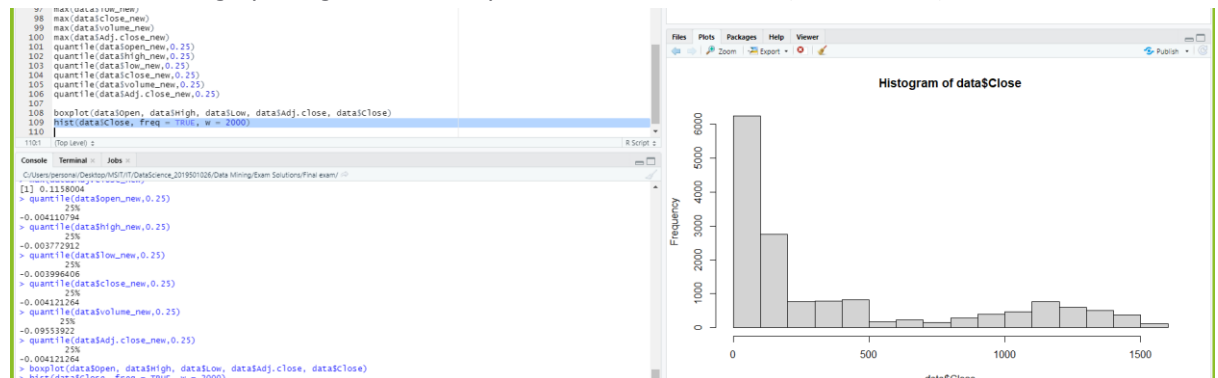 97 max(data$low_new)
98 max(data$close_new)
99 max(data$volume_new)
100 max(data$Adj.close_new)
101 quantile(data$open_new,0.25)
102 quantile(data$high_new,0.25)
103 quantile(data$low_new,0.25)
104 quantile(data$close_new,0.25)
105 quantile(data$volume_new,0.25)
106 quantile(data$Adj.close_new,0.25)
107
108 boxplot(data$Open, data$High, data$Low, data$Adj.close, data$Close)
109 hist(data$Close, freq = TRUE, w = 2000)
110
110:1 (Top Level) R Script
Console Terminal Jobs
C:/Users/personal/Desktop/MSIT/IT/DataScience_2019501026/Data Mining/Exam Solutions/Final exam/
[1] 0.1158004
> quantile(data$open_new,0.25)
25%
-0.004110794
> quantile(data$high_new,0.25)
25%
-0.003772912
> quantile(data$low_new,0.25)
25%
-0.003996406
> quantile(data$close_new,0.25)
25%
-0.004121264
> quantile(data$volume_new,0.25)
25%
-0.09553922
> quantile(data$Adj.close_new,0.25)
25%
-0.004121264
> boxplot(data$Open, data$High, data$Low, data$Adj.close, data$Close)
> hist(data$Close, freq = TRUE, w = 2000)
Files Plots Packages Help Viewer
Zoom Export Publish
Histogram of data$Close
Frequency
6000
5000
4000
3000
2000
1000
0
0 500 1000 1500
data$Close